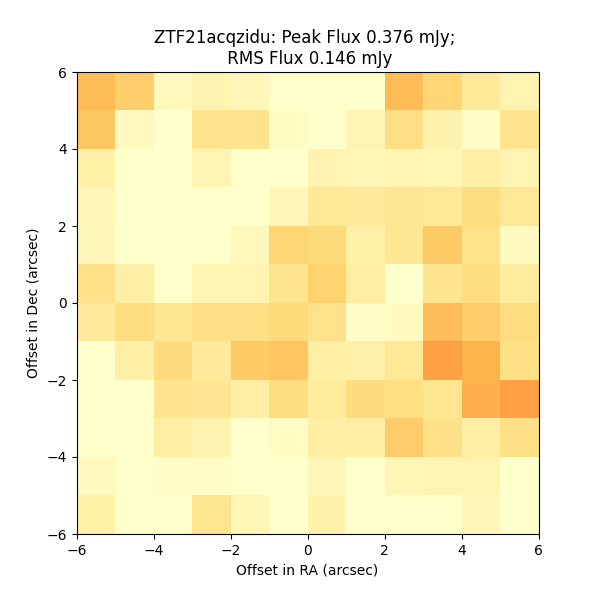 ZTF21acqzidu: Peak Flux 0.376 mJy;
RMS Flux 0.146 mJy
6
4
2
0
−2
−4
−6
Offset in Dec (arcsec)
−6 −4 −2 0 2 4 6
Offset in RA (arcsec)